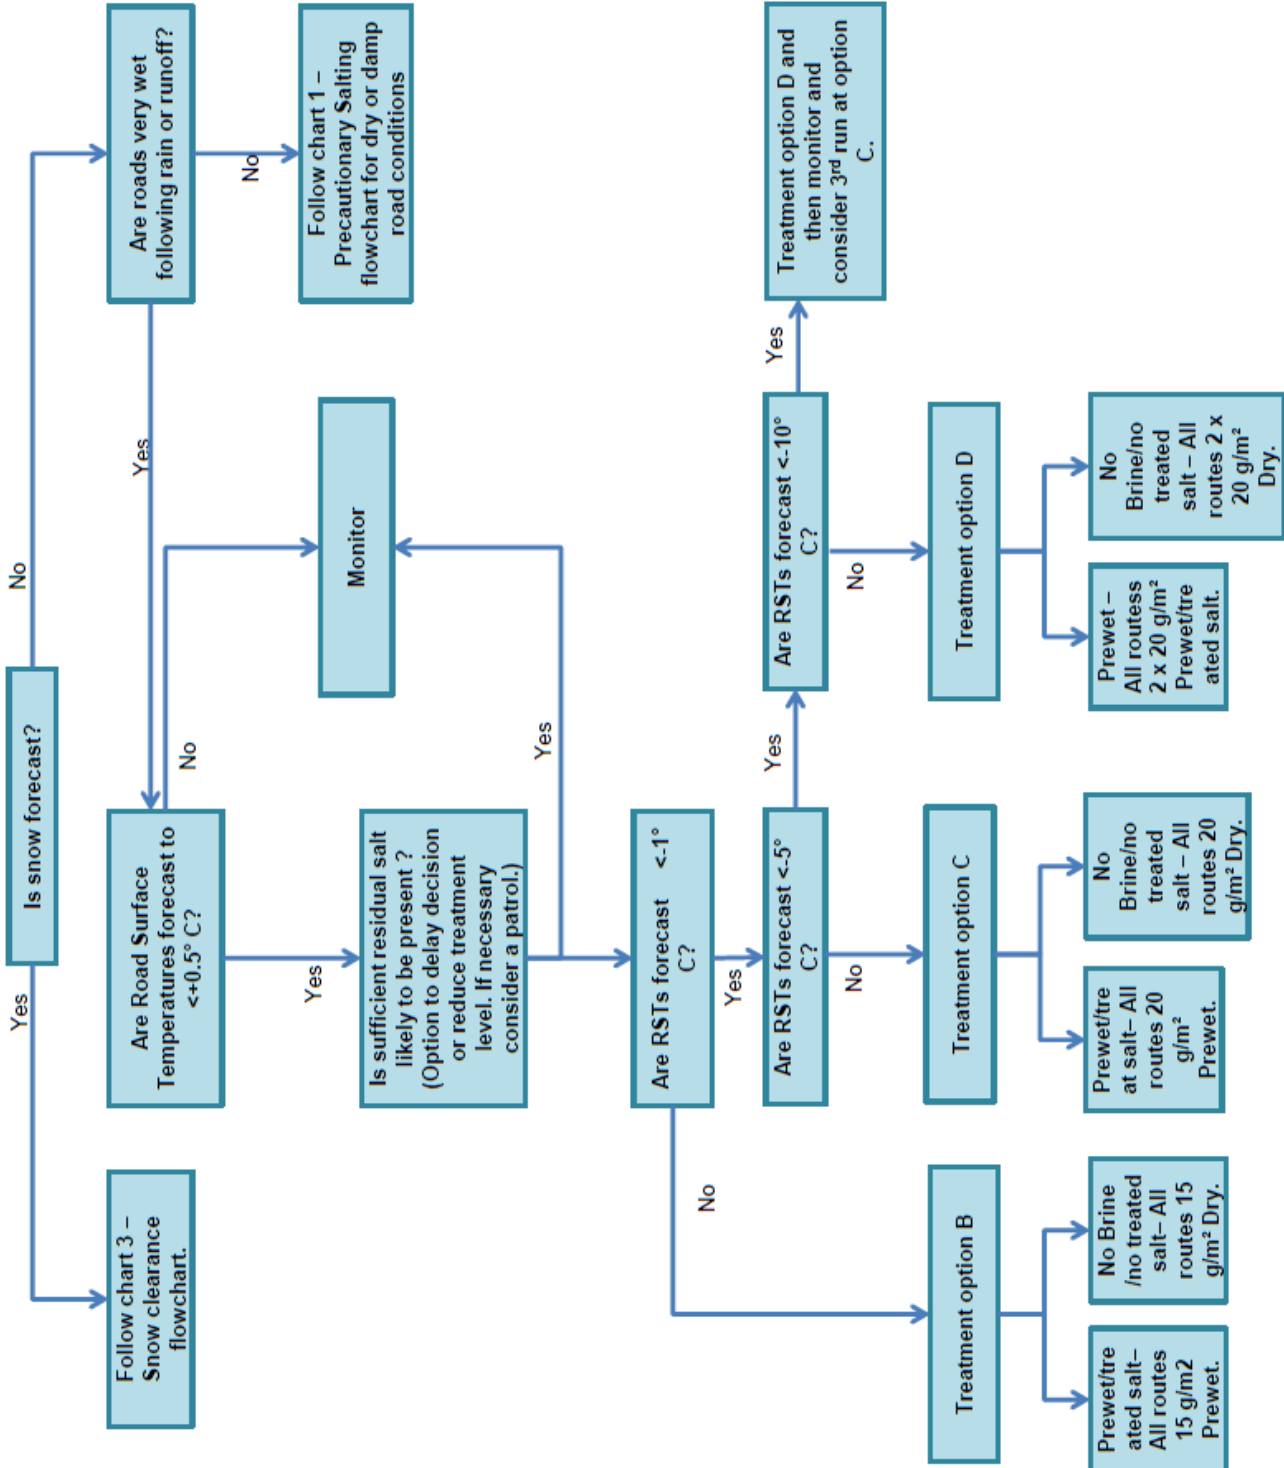 Is snow forecast?
Yes
No
Follow chart 3 –
Snow clearance
flowchart.
Are Road Surface
Temperatures forecast to
<+0.5° C?
Are roads very wet
following rain or runoff?
Yes
No
No
Follow chart 1 –
Precautionary Salting
flowchart for dry or damp
road conditions
Yes
Monitor
Is sufficient residual salt
likely to be present ?
(Option to delay decision
or reduce treatment
level. If necessary
consider a patrol.)
Yes
Are RSTs forecast <-1°
C?
No
Yes
Are RSTs forecast <-5°
C?
Yes
Are RSTs forecast <-10°
C?
Yes
Treatment option D and
then monitor and
consider 3rd run at option
C.
No
No
Treatment option B
Treatment option C
Treatment option D
Prewet/tre
ated salt–
All routes
15 g/m2
Prewet.
No Brine
/no treated
salt– All
routes 15
g/m² Dry.
Prewet/tre
at salt– All
routes 20
g/m²
Prewet.
No
Brine/no
treated
salt – All
routes 20
g/m² Dry.
Prewet –
All routess
2 x 20 g/m²
Prewet/tre
ated salt.
No
Brine/no
treated
salt – All
routes 2 x
20 g/m²
Dry.